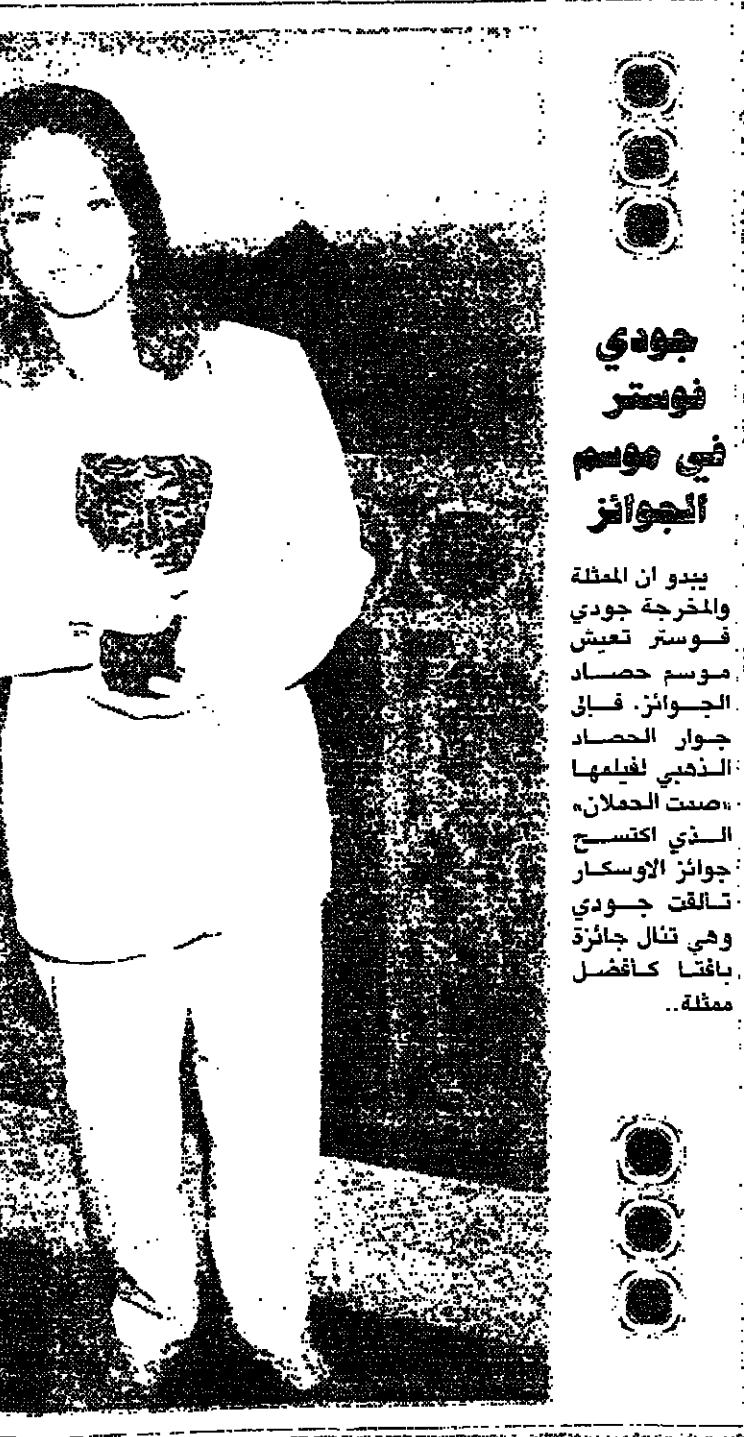 جودي
فوستر
في موسم
الجوائز
يبدو ان الممثلة
والمخرجة جودي
فوستر تعيش
موسم حصاد
الجوائز. فإلى
جوار الحصاد
الذهبي لفيلمها
«صمت الحملان»
الذي اكتسح
جوائز الاوسكار
تألقت جودي
وهي تنال جائزة
بافتا كأفضل
ممثلة..